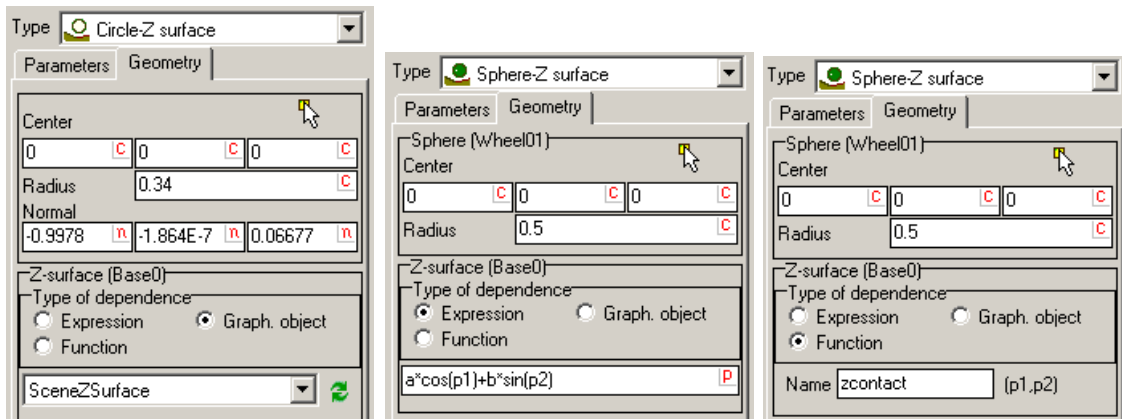 Type Circle-Z surface
Parameters Geometry
Center
0 C 0 C 0 C
Radius 0.34 C
Normal
-0.9978 n -1.864E-7 n 0.06677 n
Z-surface (Base0)
Type of dependence
Expression Graph. object
Function
SceneZSurface
Type Sphere-Z surface
Parameters Geometry
Sphere (Wheel01)
Center
0 C 0 C 0 C
Radius 0.5 C
Z-surface (Base0)
Type of dependence
Expression Graph. object
Function
a*cos(p1)+b*sin(p2) P
Type Sphere-Z surface
Parameters Geometry
Sphere (Wheel01)
Center
0 C 0 C 0 C
Radius 0.5 C
Z-surface (Base0)
Type of dependence
Expression Graph. object
Function
Name zcontact (p1,p2)